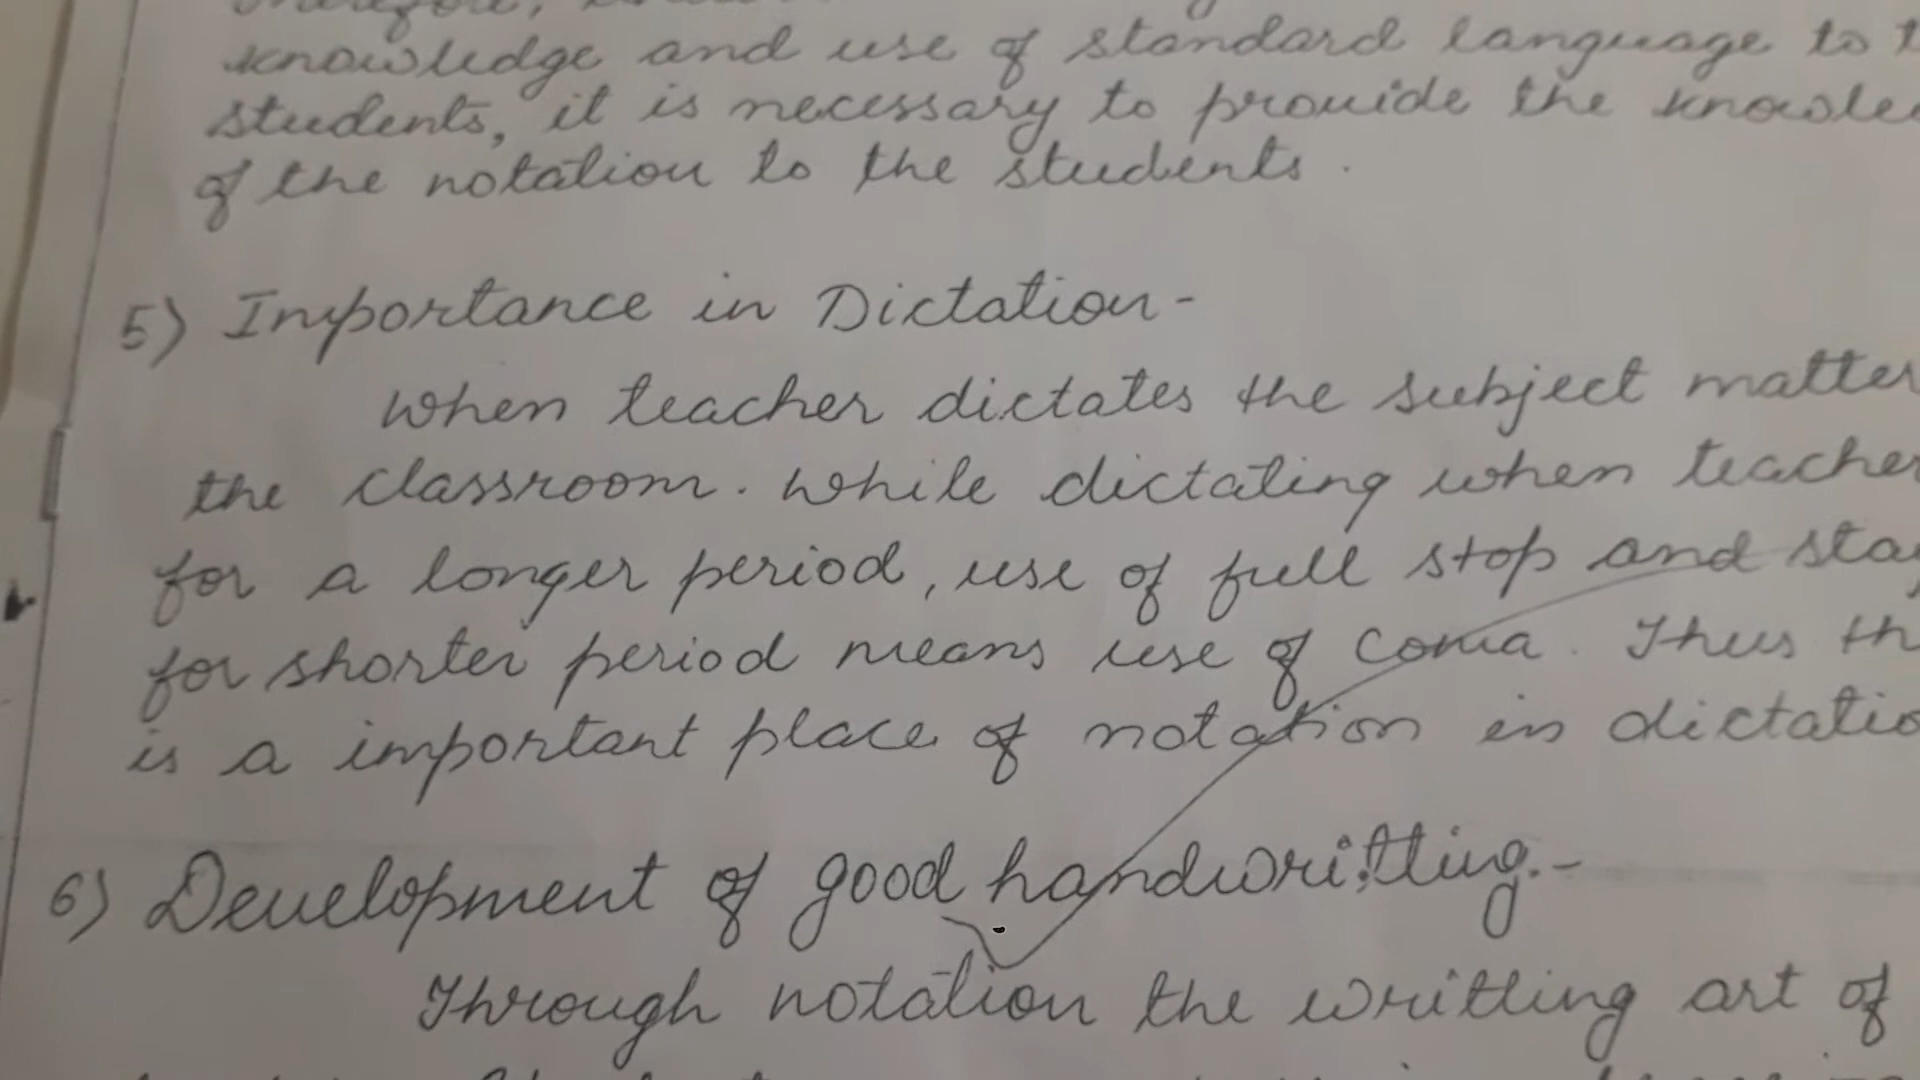 knowledge and use of standard language to
students, it is necessary to provide the
of the notation to the students.
5) Importance in Dictation-
When teacher dictates the subject matter
the classroom. While dictating when teacher
for a longer period, use of full stop and
for shorter period means use of coma. Thus
is a important place of notation in
6) Development of good handwritting.-
Through notation the writting art of